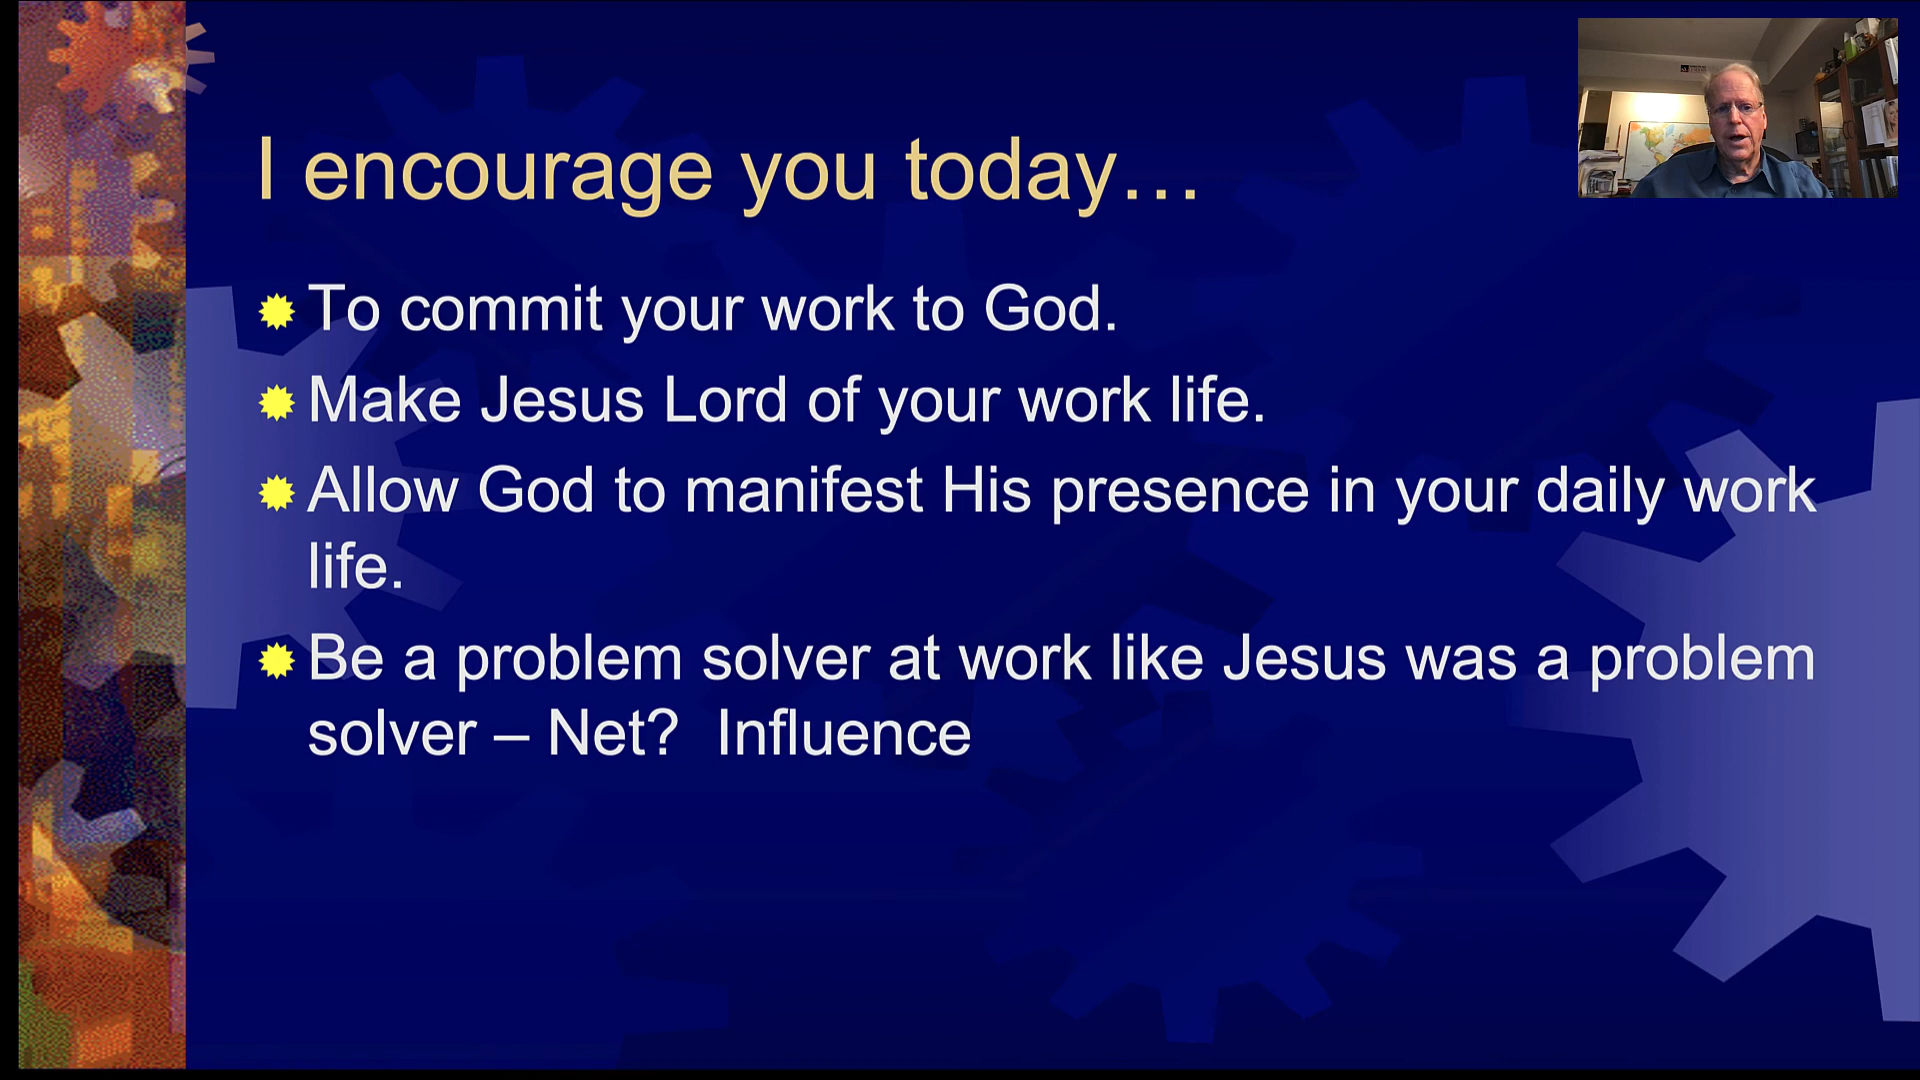 I encourage you today…
To commit your work to God.
Make Jesus Lord of your work life.
Allow God to manifest His presence in your daily work
life.
Be a problem solver at work like Jesus was a problem
solver – Net?  Influence